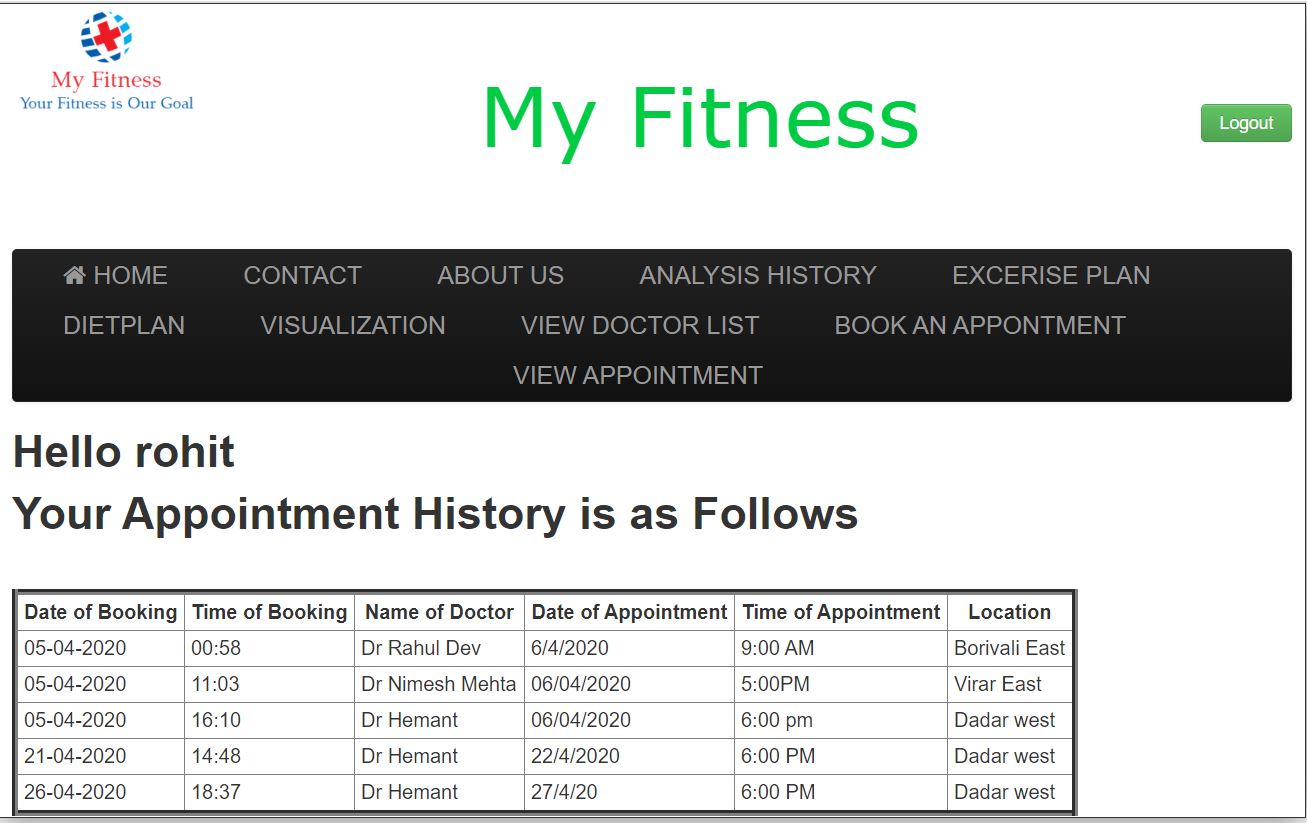 My Fitness
Your Fitness is Our Goal
My Fitness
Logout
HOME CONTACT ABOUT US ANALYSIS HISTORY EXCERISE PLAN
DIETPLAN VISUALIZATION VIEW DOCTOR LIST BOOK AN APPONTMENT
VIEW APPOINTMENT
Hello rohit
Your Appointment History is as Follows
Date of Booking Time of Booking Name of Doctor Date of Appointment Time of Appointment Location
05-04-2020 00:58 Dr Rahul Dev 6/4/2020 9:00 AM Borivali East
05-04-2020 11:03 Dr Nimesh Mehta 06/04/2020 5:00PM Virar East
05-04-2020 16:10 Dr Hemant 06/04/2020 6:00 pm Dadar west
21-04-2020 14:48 Dr Hemant 22/4/2020 6:00 PM Dadar west
26-04-2020 18:37 Dr Hemant 27/4/20 6:00 PM Dadar west